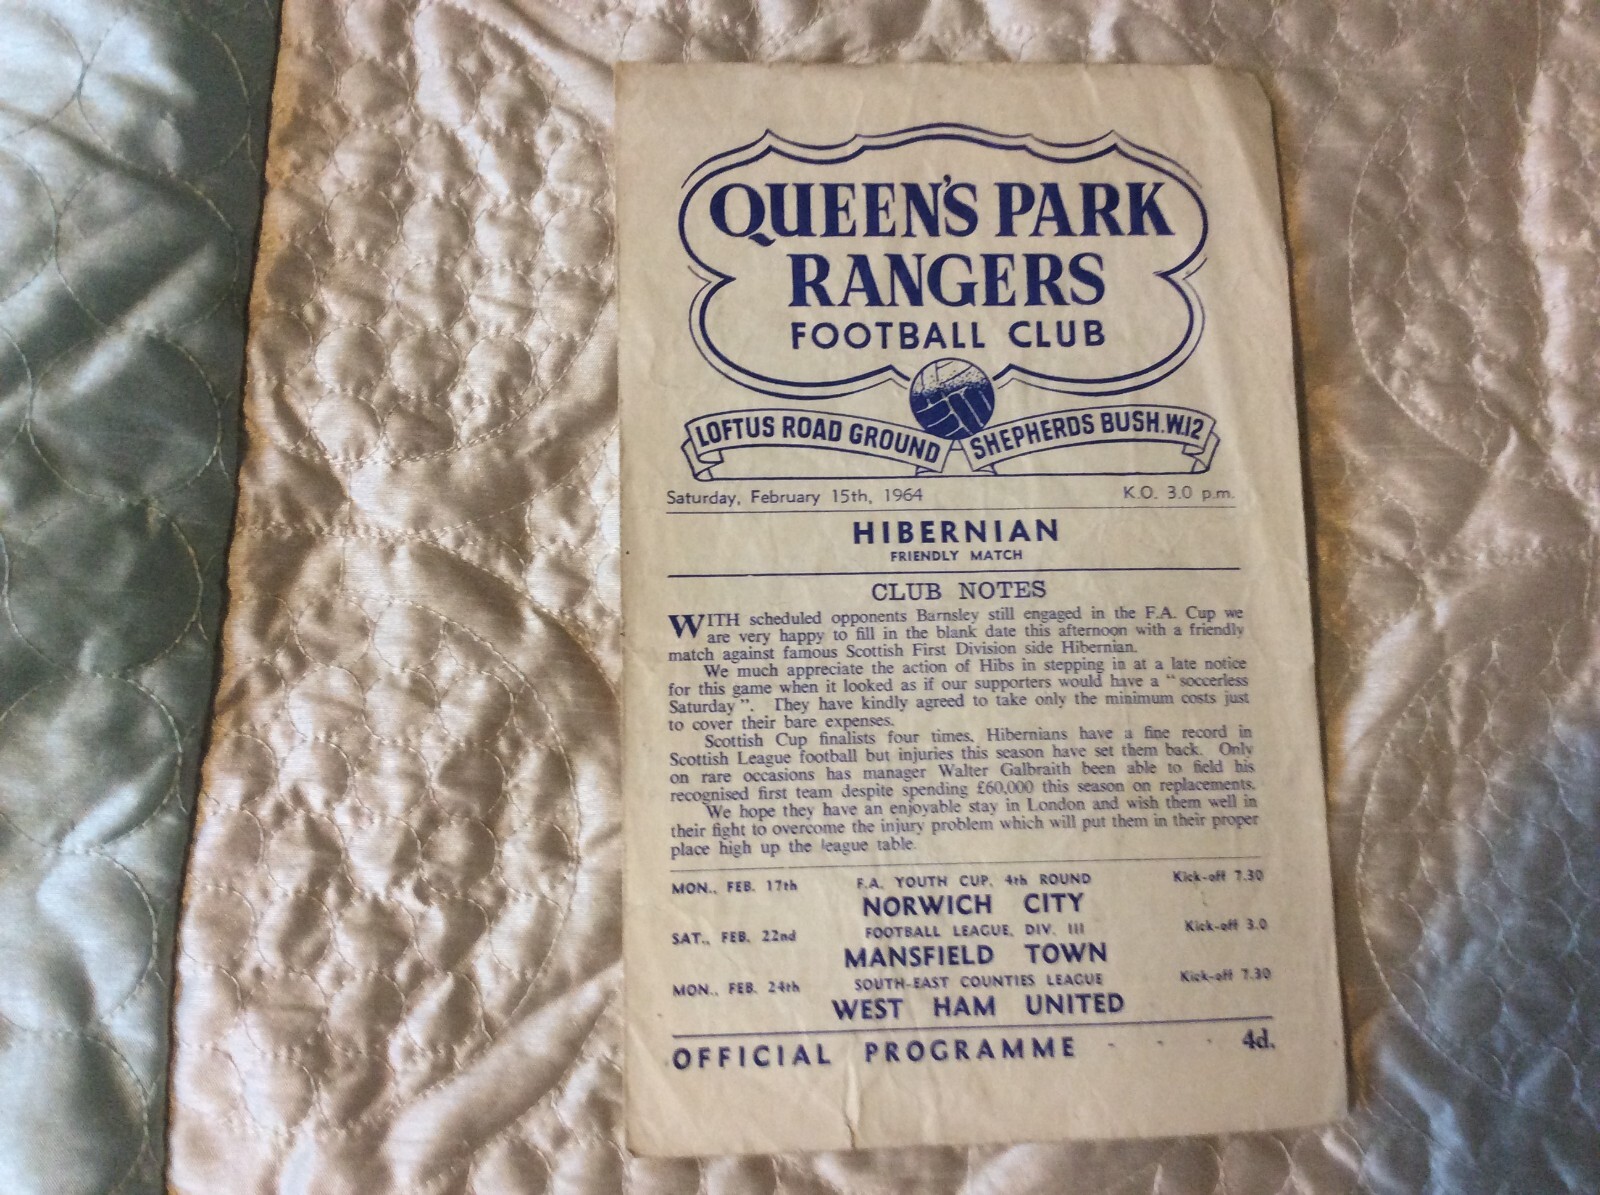 QUEEN'S PARK
RANGERS
FOOTBALL CLUB
LOFTUS ROAD GROUND SHEPHERDS BUSH. W.12
Saturday, February 15th, 1964 K.O. 3.0 p.m.
HIBERNIAN
FRIENDLY MATCH
CLUB NOTES
WITH scheduled opponents Barnsley still engaged in the F.A. Cup we
are very happy to fill in the blank date this afternoon with a friendly
match against famous Scottish First Division side Hibernian.
We much appreciate the action of Hibs in stepping in at a late notice
for this game when it looked as if our supporters would have a "soccerless
Saturday". They have kindly agreed to take only the minimum costs just
to cover their bare expenses.
Scottish Cup finalists four times, Hibernians have a fine record in
Scottish League football but injuries this season have set them back. Only
on rare occasions has manager Walter Galbraith been able to field his
recognised first team despite spending £60,000 this season on replacements.
We hope they have an enjoyable stay in London and wish them well in
their fight to overcome the injury problem which will put them in their proper
place high up the league table.
MON., FEB. 17th F.A. YOUTH CUP, 4th ROUND Kick-off 7.30
NORWICH CITY
SAT., FEB. 22nd FOOTBALL LEAGUE, DIV. III Kick-off 3.0
MANSFIELD TOWN
MON., FEB. 24th SOUTH-EAST COUNTIES LEAGUE Kick-off 7.30
WEST HAM UNITED
OFFICIAL PROGRAMME - - - 4d.